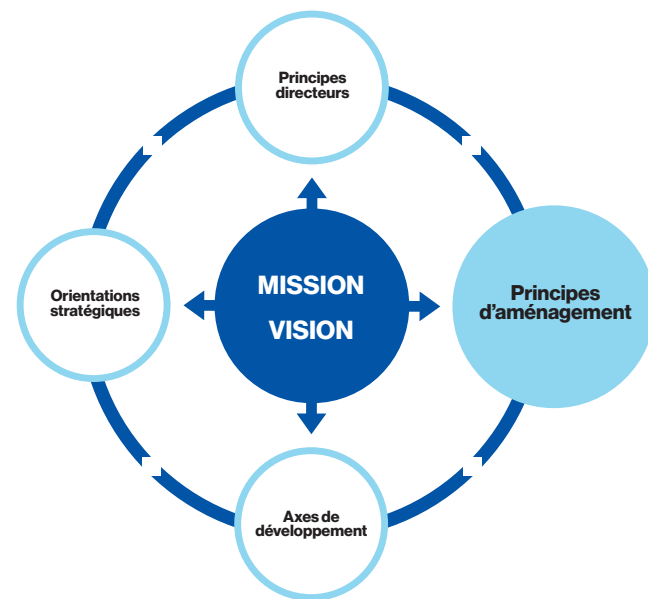 Principes
directeurs
Orientations
stratégiques
MISSION
VISION
Principes
d'aménagement
Axes de
développement